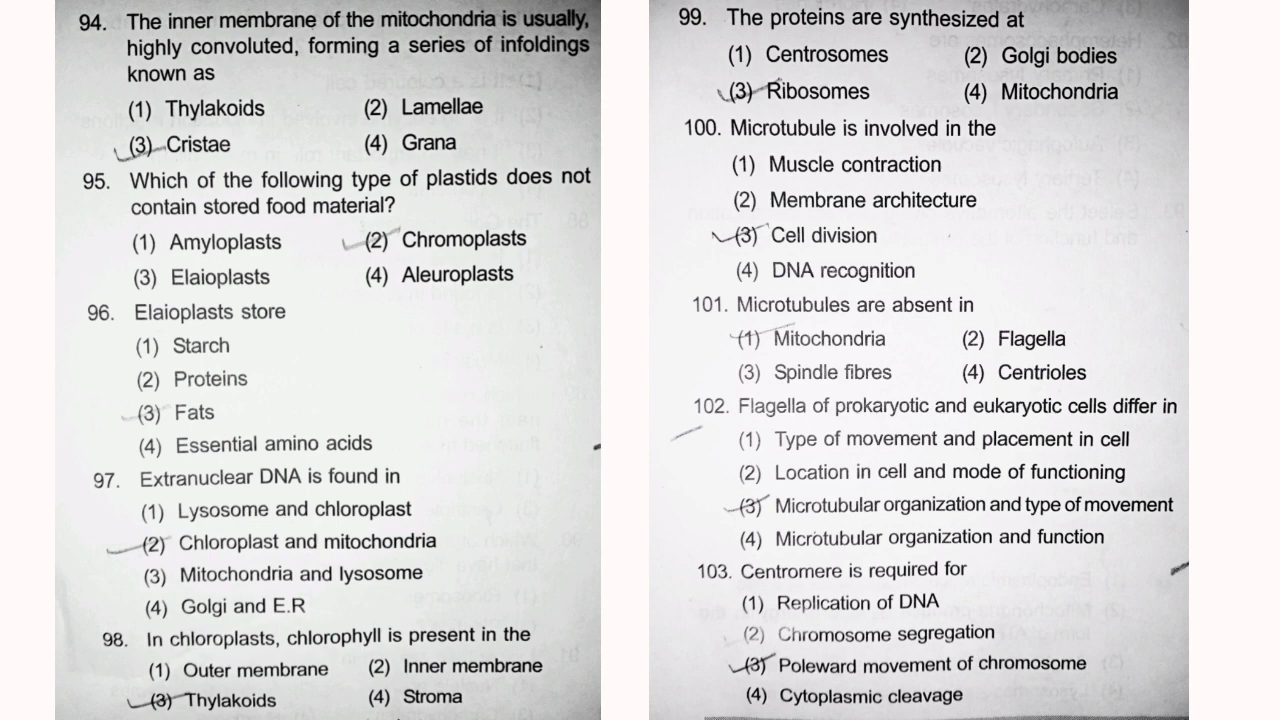 94. The inner membrane of the mitochondria is usually,
highly convoluted, forming a series of infoldings
known as
(1) Thylakoids (2) Lamellae
(3) Cristae (4) Grana
95. Which of the following type of plastids does not
contain stored food material?
(1) Amyloplasts (2) Chromoplasts
(3) Elaioplasts (4) Aleuroplasts
96. Elaioplasts store
(1) Starch
(2) Proteins
(3) Fats
(4) Essential amino acids
97. Extranuclear DNA is found in
(1) Lysosome and chloroplast
(2) Chloroplast and mitochondria
(3) Mitochondria and lysosome
(4) Golgi and E.R
98. In chloroplasts, chlorophyll is present in the
(1) Outer membrane (2) Inner membrane
(3) Thylakoids (4) Stroma
99. The proteins are synthesized at
(1) Centrosomes (2) Golgi bodies
(3) Ribosomes (4) Mitochondria
100. Microtubule is involved in the
(1) Muscle contraction
(2) Membrane architecture
(3) Cell division
(4) DNA recognition
101. Microtubules are absent in
(1) Mitochondria (2) Flagella
(3) Spindle fibres (4) Centrioles
102. Flagella of prokaryotic and eukaryotic cells differ in
(1) Type of movement and placement in cell
(2) Location in cell and mode of functioning
(3) Microtubular organization and type of movement
(4) Microtubular organization and function
103. Centromere is required for
(1) Replication of DNA
(2) Chromosome segregation
(3) Poleward movement of chromosome
(4) Cytoplasmic cleavage